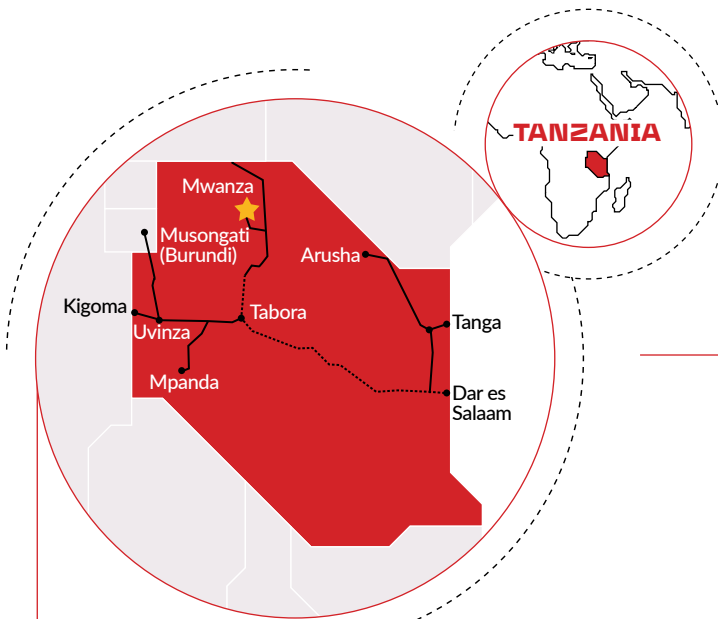 TANZANIA
Mwanza
Musongati
(Burundi)
Arusha
Kigoma
Uvinza
Tabora
Tanga
Mpanda
Dar es
Salaam